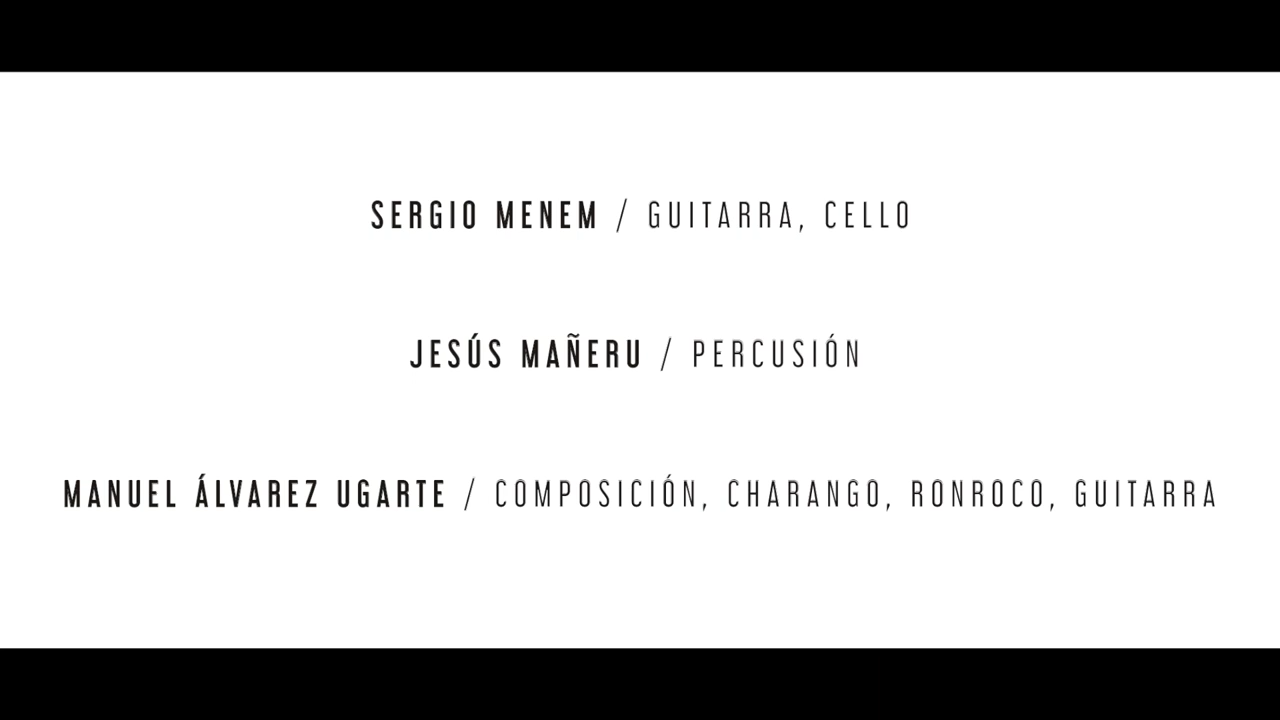 SERGIO MENEM / GUITARRA, CELLO
JESÚS MAÑERU / PERCUSIÓN
MANUEL ÁLVAREZ UGARTE / COMPOSICIÓN, CHARANGO, RONROCO, GUITARRA